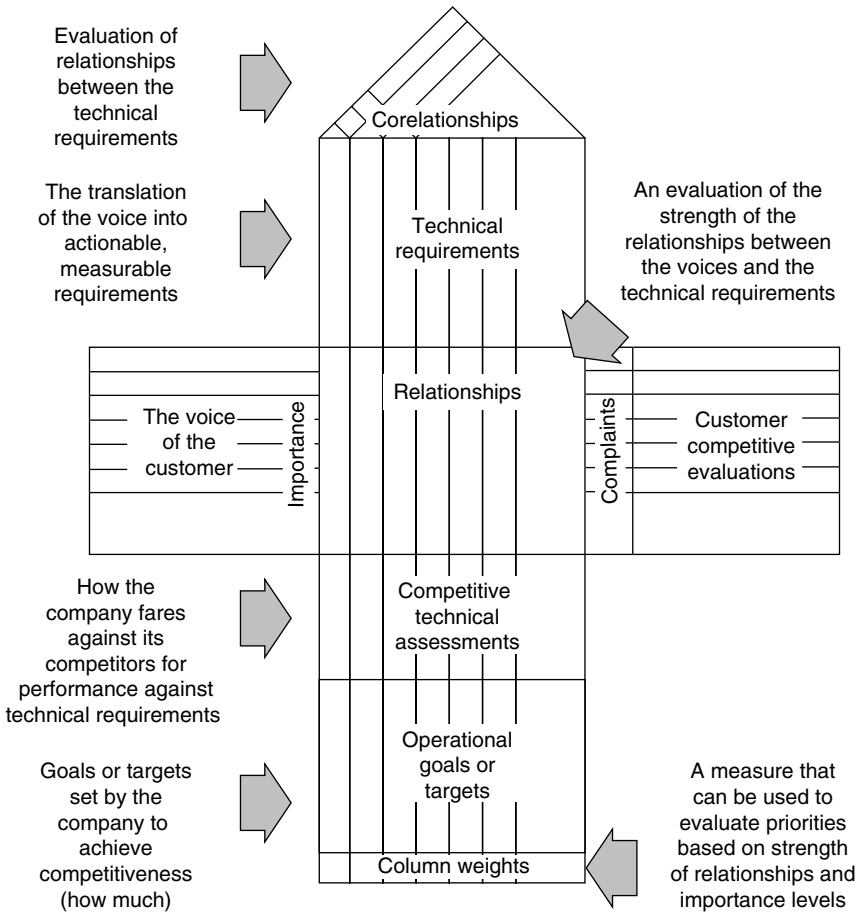 Evaluation of
relationships
between the
technical
requirements
Corelationships
The translation
of the voice into
actionable,
measurable
requirements
Technical
requirements
An evaluation of the
strength of the
relationships between
the voices and the
technical requirements
The voice
of the
customer
Importance
Relationships
Complaints
Customer
competitive
evaluations
How the
company fares
against its
competitors for
performance against
technical requirements
Competitive
technical
assessments
Goals or targets
set by the
company to
achieve
competitiveness
(how much)
Operational
goals or
targets
Column weights
A measure that
can be used to
evaluate priorities
based on strength
of relationships and
importance levels